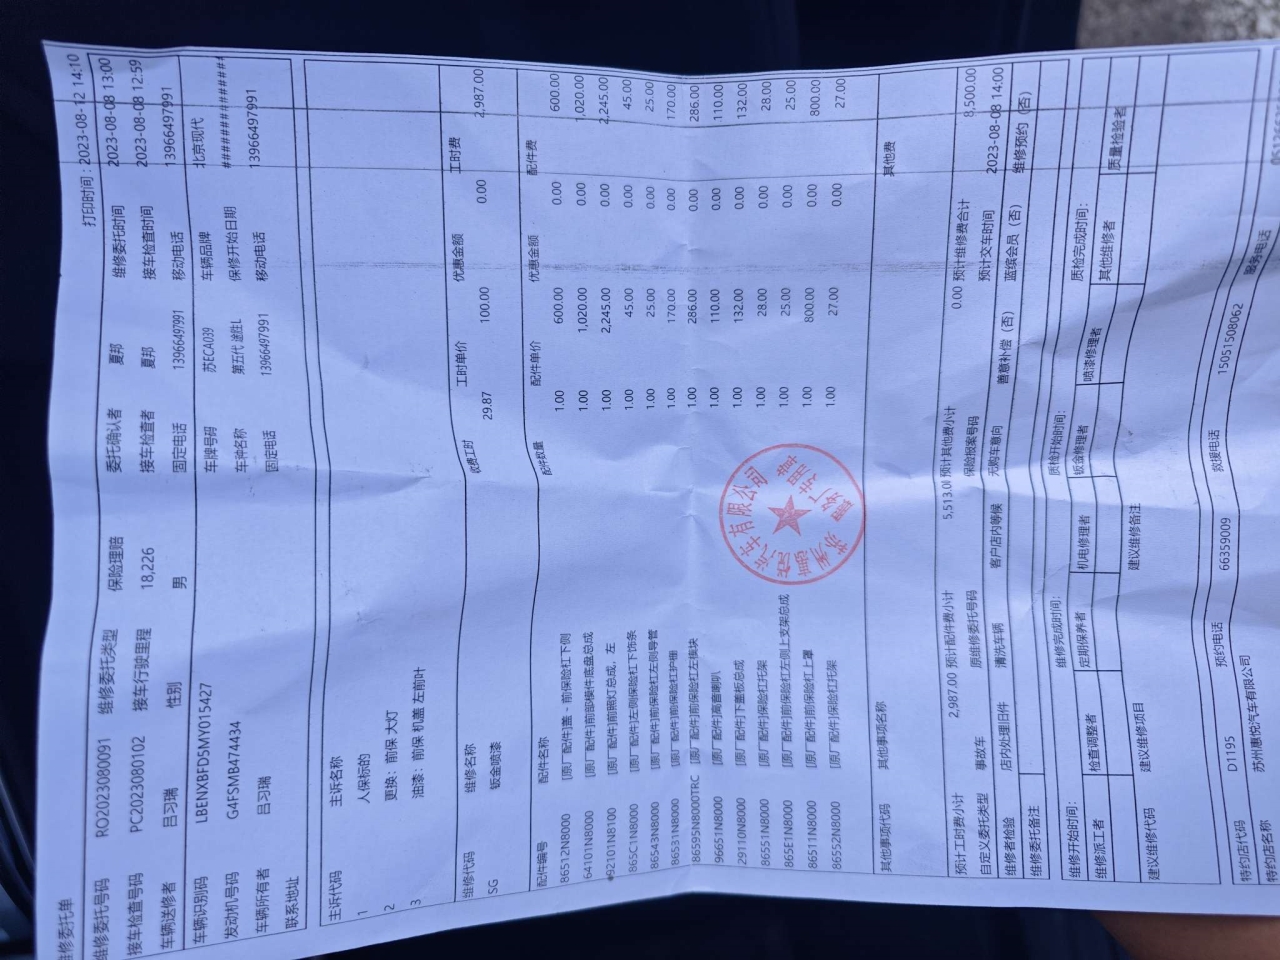 维修委托单
打印时间：2023-08-12 14:10
维修委托号码 RO2023080091 维修委托类型 保险理赔 委托确认者 夏邦 维修委托时间 2023-08-08 13:00
接车检查号码 PC2023080102 接车行驶里程 18,226 接车检查者 夏邦 接车检查时间 2023-08-08 12:59
车辆送修者 吕习瑞 性别 男 固定电话 13966497991 移动电话 13966497991
车辆识别码 LBENXBFD5MY015427 车牌号码 苏ECA039 车辆品牌 北京现代
发动机号码 G4FSMB474434 车种名称 第五代 途胜L 保修开始日期 ###############
车辆所有者 吕习瑞 固定电话 13966497991 移动电话 13966497991
联系地址
主诉代码 主诉名称
1 人保标的
2 更换：前保 大灯
3 油漆：前保 机盖 左前叶
维修代码 维修名称 收费工时 工时单价 优惠金额 工时费
SG 钣金喷漆 29.87 100.00 0.00 2,987.00
配件编号 配件名称 配件数量 配件单价 优惠金额 配件费
86512N8000 [原厂配件]盖 - 前保险杠下侧 1.00 600.00 0.00 600.00
64101N8000 [原厂配件]前部模件底盘总成 1.00 1,020.00 0.00 1,020.00
*92101N8100 [原厂配件]前照灯总成，左 1.00 2,245.00 0.00 2,245.00
865C1N8000 [原厂配件]左侧保险杠下饰条 1.00 45.00 0.00 45.00
86543N8000 [原厂配件]前保险杠左侧导管 1.00 25.00 0.00 25.00
86531N8000 [原厂配件]前保险杠护栅 1.00 170.00 0.00 170.00
86595N8000TRC [原厂配件]前保险杠左模块 1.00 286.00 0.00 286.00
96651N8000 [原厂配件]高音喇叭 1.00 110.00 0.00 110.00
29110N8000 [原厂配件]下盖板总成 1.00 132.00 0.00 132.00
86551N8000 [原厂配件]保险杠托架 1.00 28.00 0.00 28.00
865E1N8000 [原厂配件]前保险杠左侧上支架总成 1.00 25.00 0.00 25.00
86511N8000 [原厂配件]前保险杠上罩 1.00 800.00 0.00 800.00
86552N8000 [原厂配件]保险杠托架 1.00 27.00 0.00 27.00
苏州惠悦汽车有限公司
其他事项代码 其他事项名称 其他费
预计工时费小计 2,987.00 预计配件费小计 5,513.0 预计其他费小计 0.00 预计维修费合计 8,500.00
自定义委托类型 事故车 原维修委托号码 保险报案号码 预计交车时间 2023-08-08 14:00
维修者检验 店内处理旧件 清洗车辆 客户店内等候 无购车意向 善意补偿（否） 蓝缤会员（否） 维修预约（否）
维修委托备注
维修开始时间： 维修完成时间： 质检开始时间： 质检完成时间：
维修派工者 检查调整者 定期保养者 机电修理者 钣金修理者 喷漆修理者 其他维修者 质量检验者
建议维修代码 建议维修项目 建议维修备注
特约店代码 D1195 预约电话 66359009 救援电话 15051508062 服务电话
特约店名称 苏州惠悦汽车有限公司